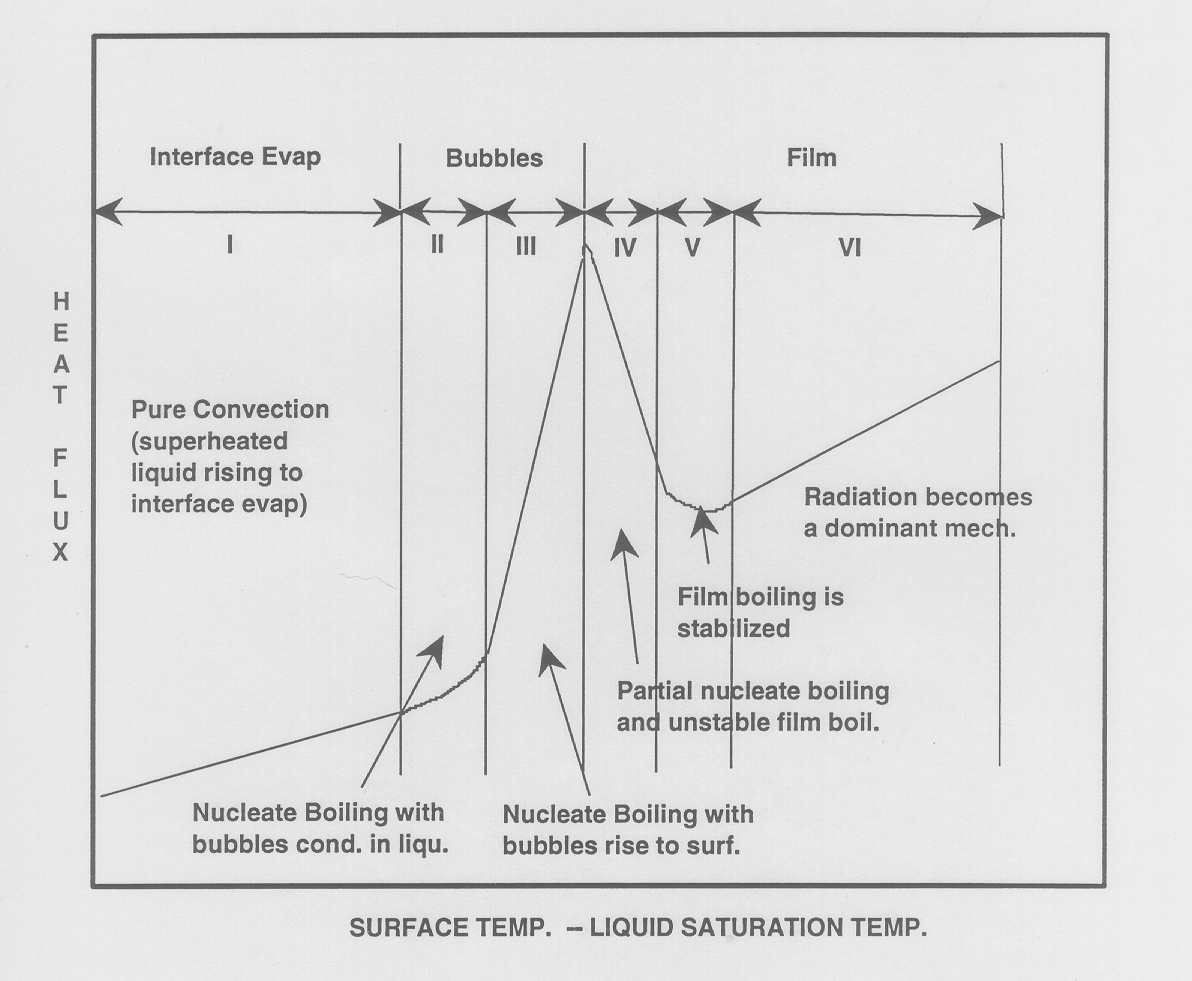 Interface Evap
Bubbles
Film
I
II
III
IV
V
VI
HEAT FLUX
Pure Convection
(superheated
liquid rising to
interface evap)
Radiation becomes
a dominant mech.
Film boiling is
stabilized
Partial nucleate boiling
and unstable film boil.
Nucleate Boiling with
bubbles cond. in liqu.
Nucleate Boiling with
bubbles rise to surf.
SURFACE TEMP. – LIQUID SATURATION TEMP.